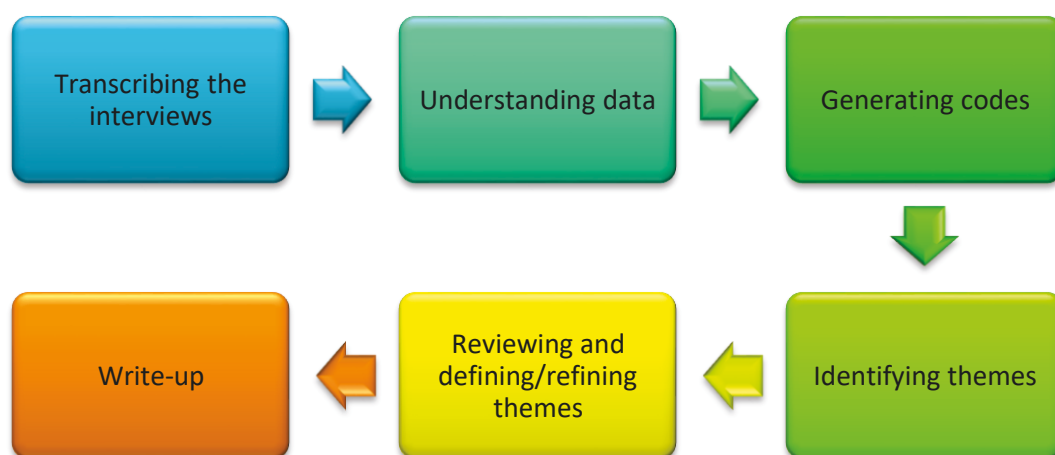 Transcribing the
interviews
Understanding data
Generating codes
Identifying themes
Reviewing and
defining/refining
themes
Write-up